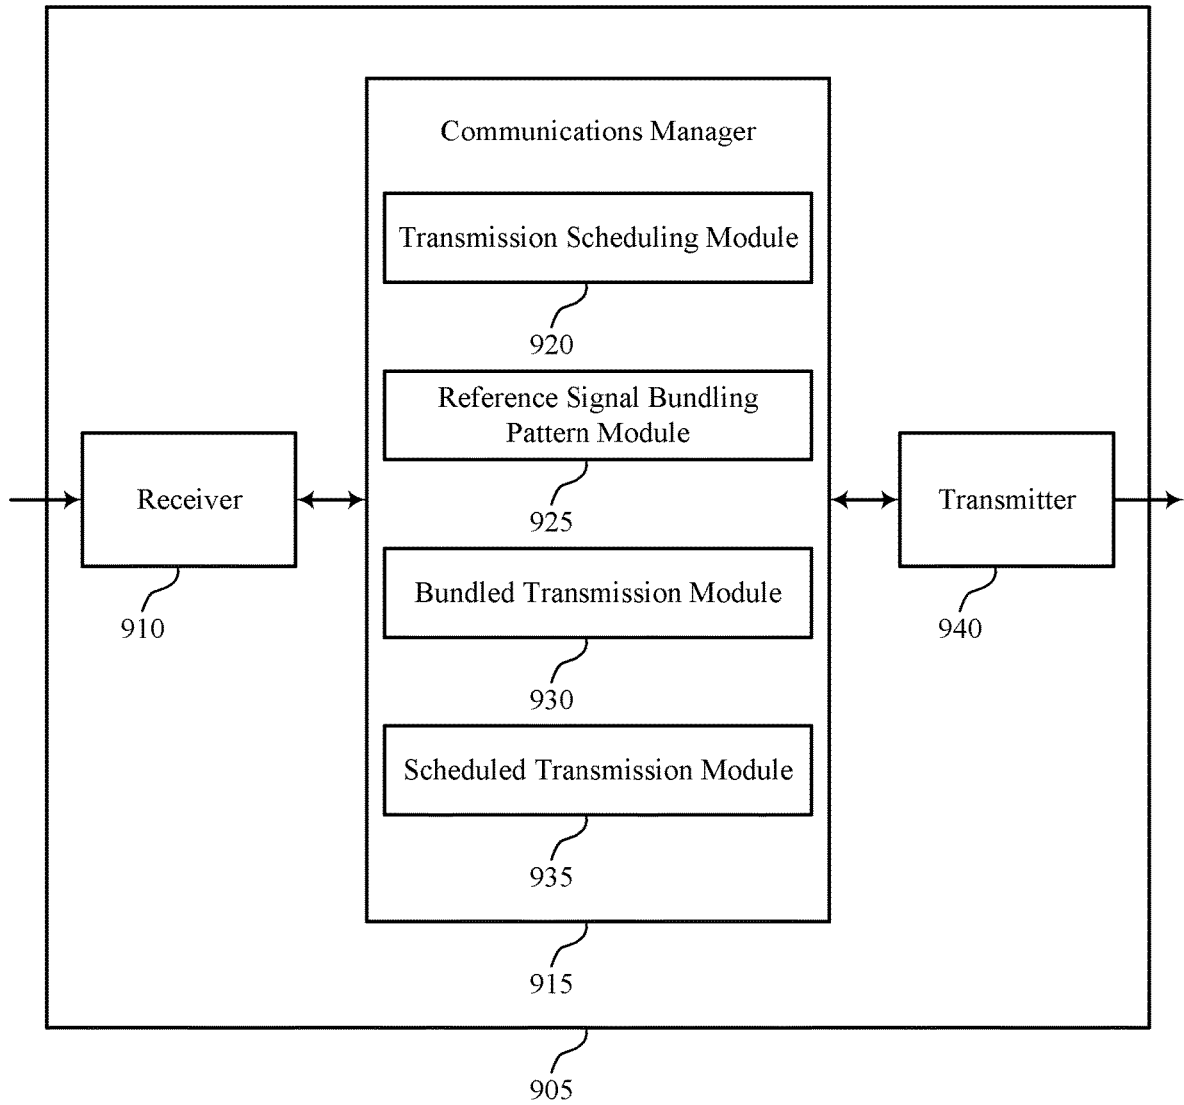 Communications Manager
Transmission Scheduling Module
920
Reference Signal Bundling
Pattern Module
925
Receiver
910
Transmitter
940
Bundled Transmission Module
930
Scheduled Transmission Module
935
915
905